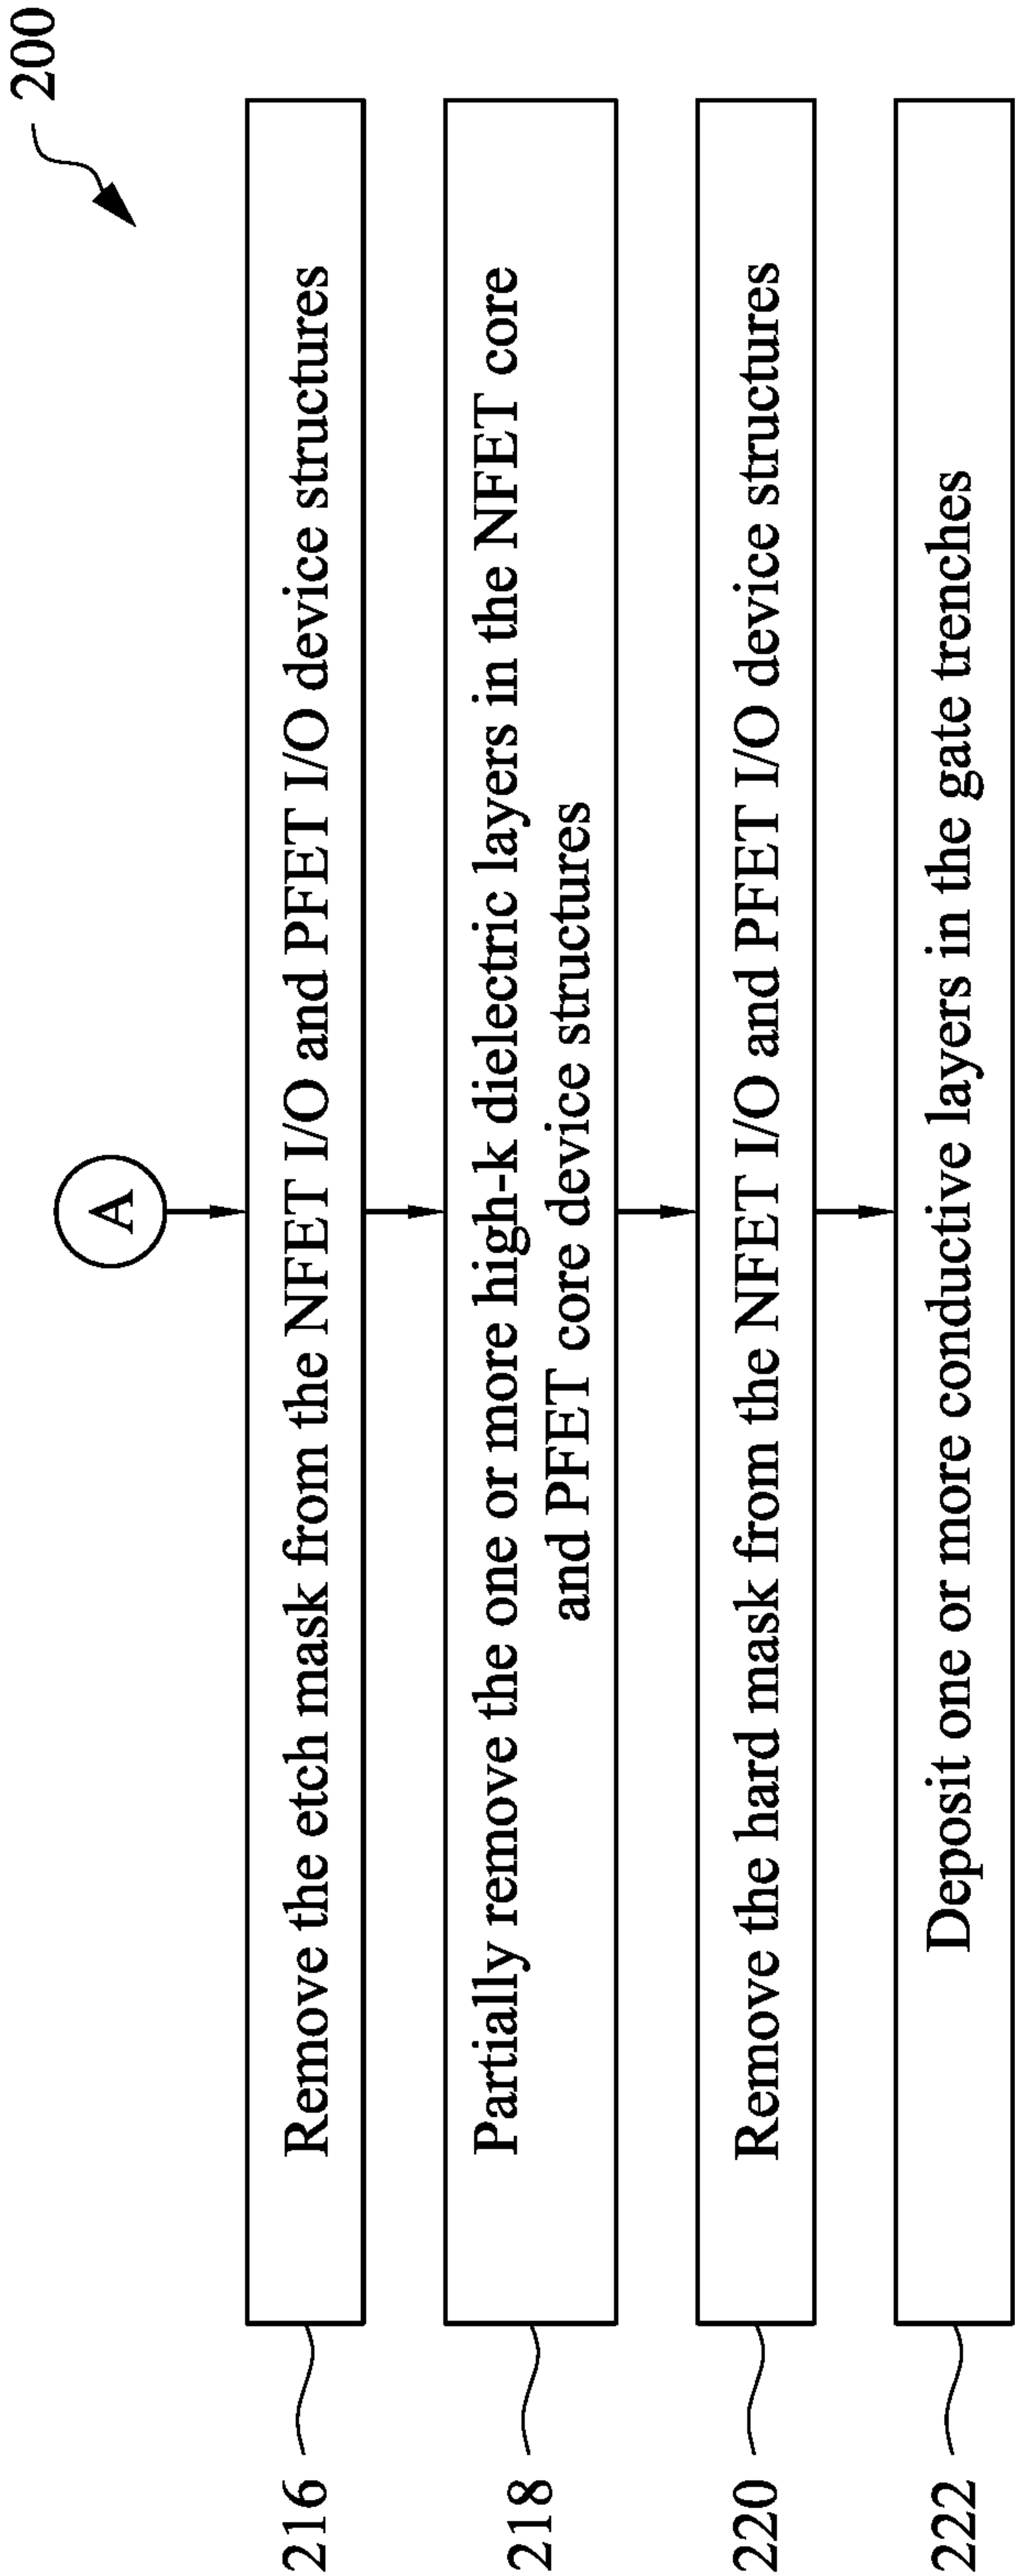 200
A
216
Remove the etch mask from the NFET I/O and PFET I/O device structures
218
Partially remove the one or more high-k dielectric layers in the NFET core
and PFET core device structures
220
Remove the hard mask from the NFET I/O and PFET I/O device structures
222
Deposit one or more conductive layers in the gate trenches